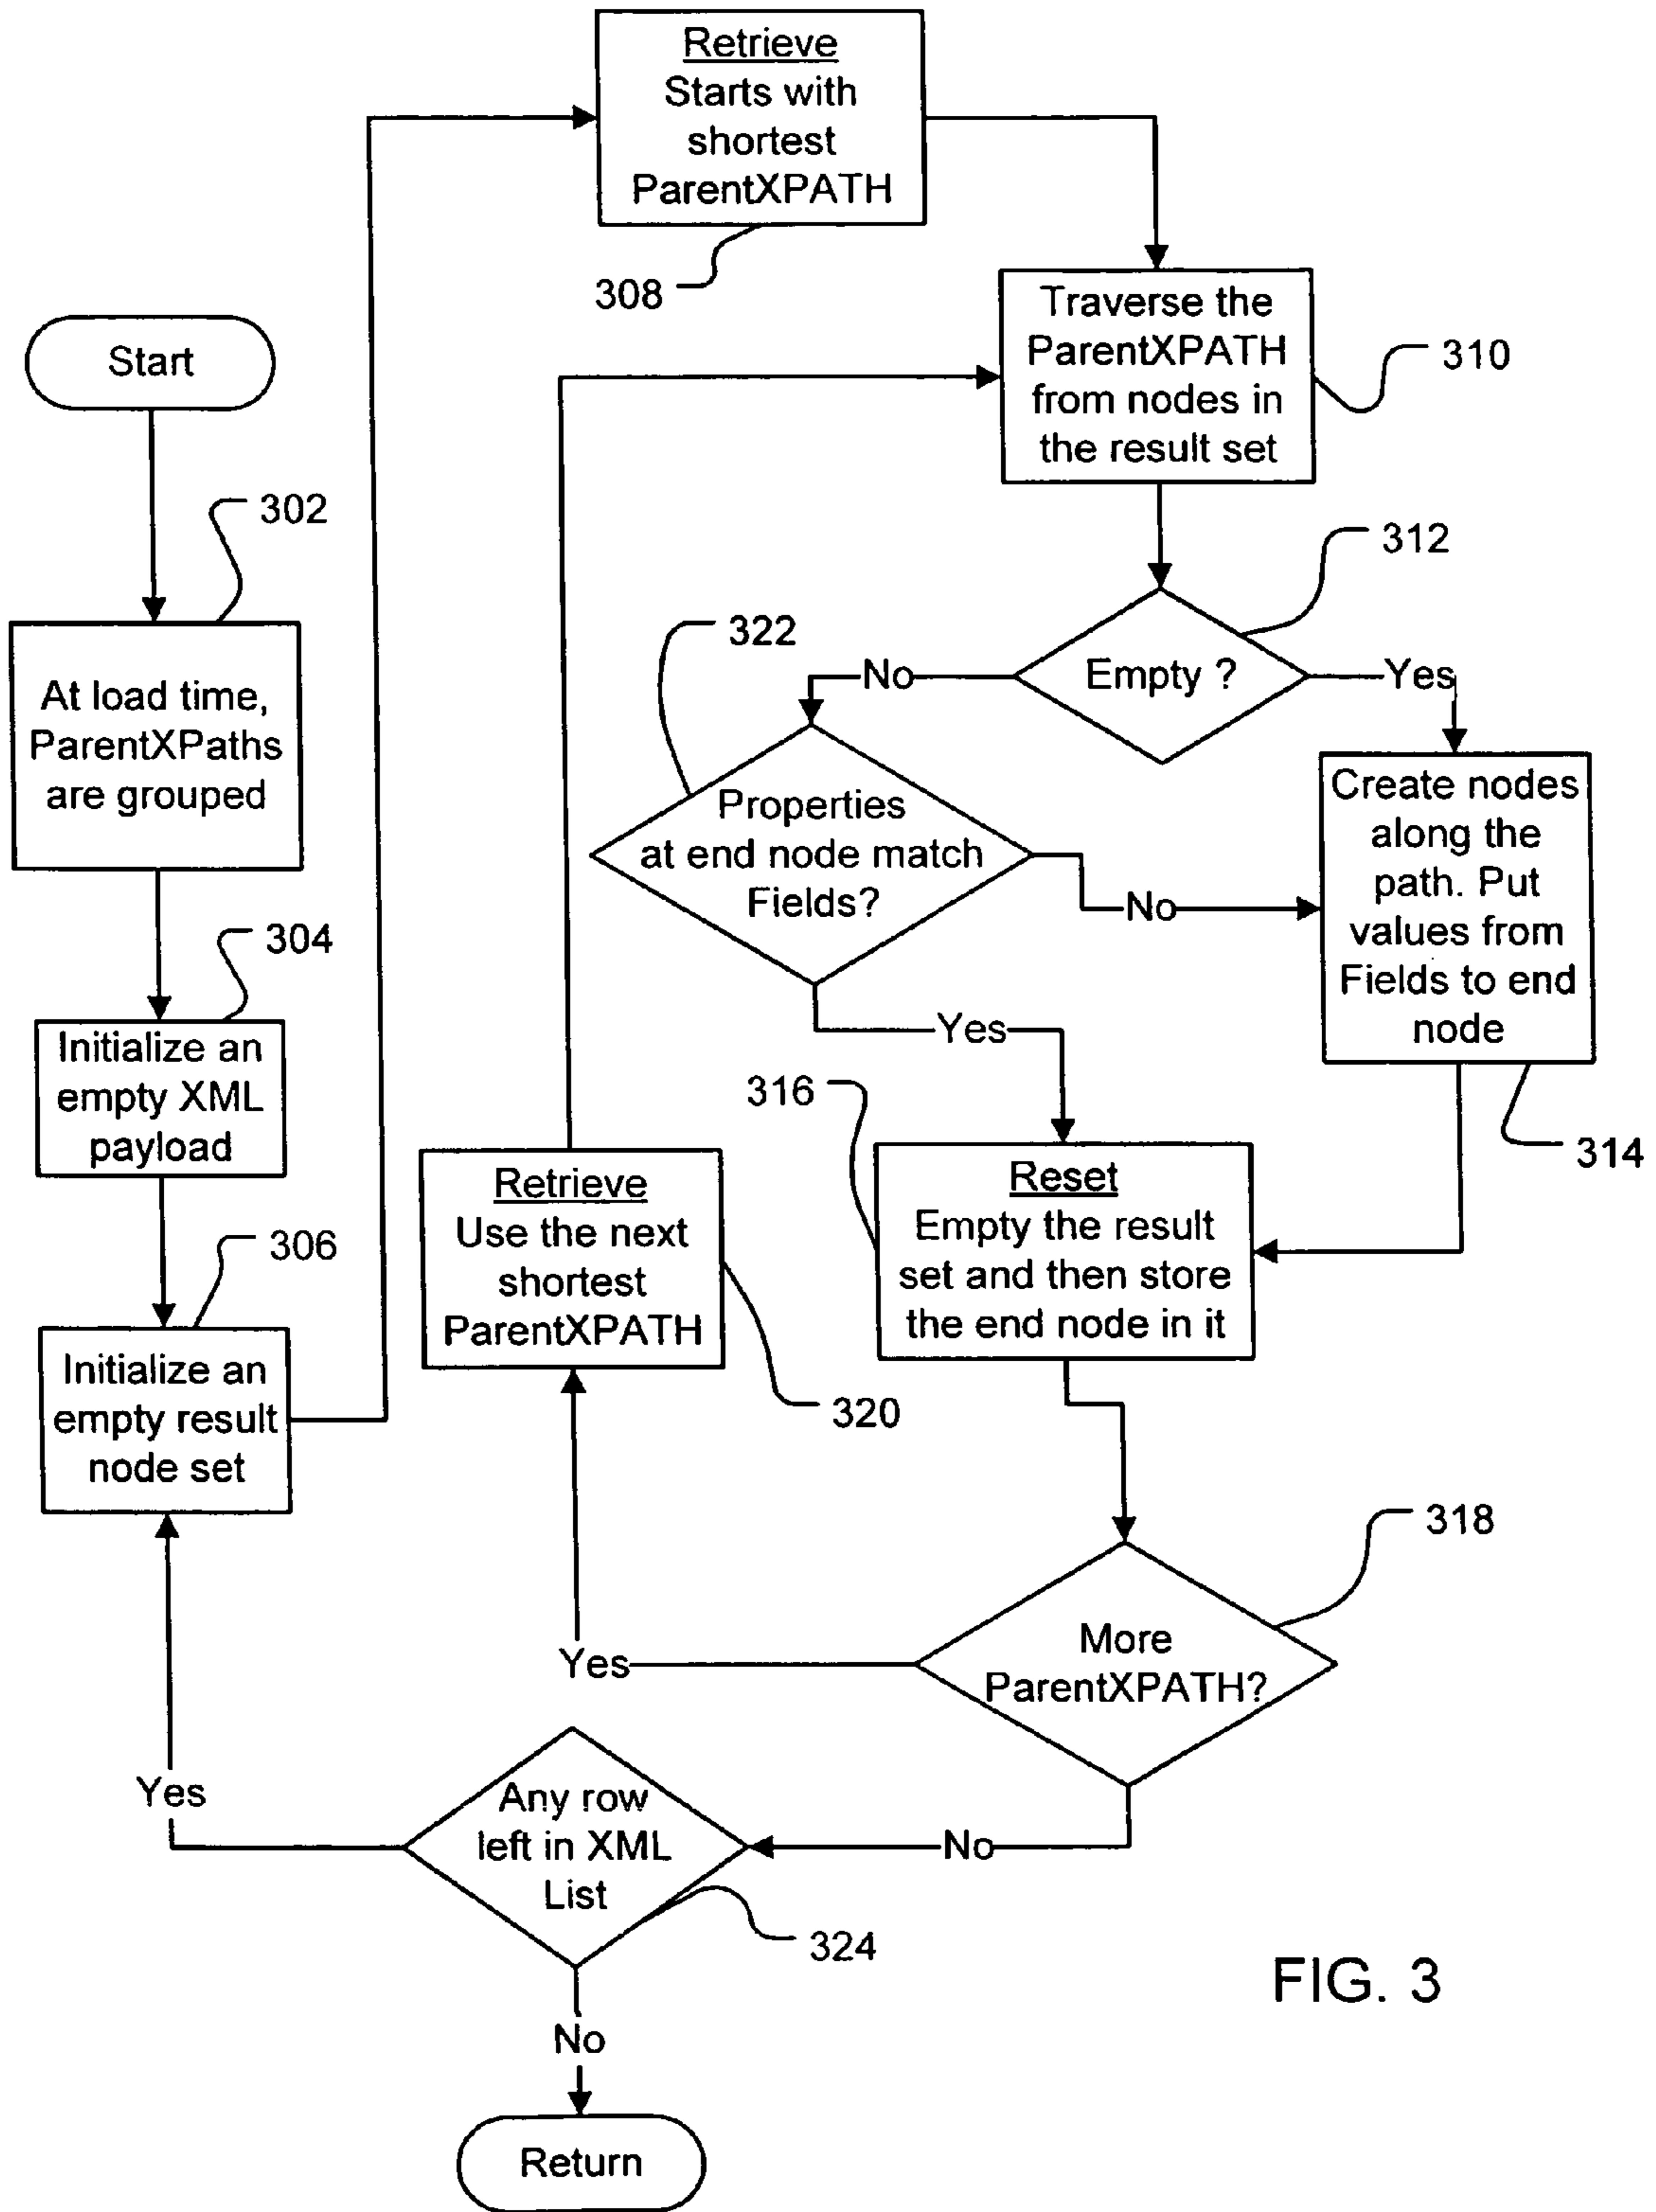 Retrieve
Starts with
shortest
ParentXPATH
308
Start
Traverse the
ParentXPATH
from nodes in
the result set
310
302
At load time,
ParentXPaths
are grouped
312
Empty ?
No
Yes
322
Properties
at end node match
Fields?
No
Yes
Create nodes
along the
path. Put
values from
Fields to end
node
314
304
Initialize an
empty XML
payload
316
Reset
Empty the result
set and then store
the end node in it
Retrieve
Use the next
shortest
ParentXPATH
320
306
Initialize an
empty result
node set
318
More
ParentXPATH?
Yes
No
Any row
left in XML
List
324
Yes
No
Return
FIG. 3